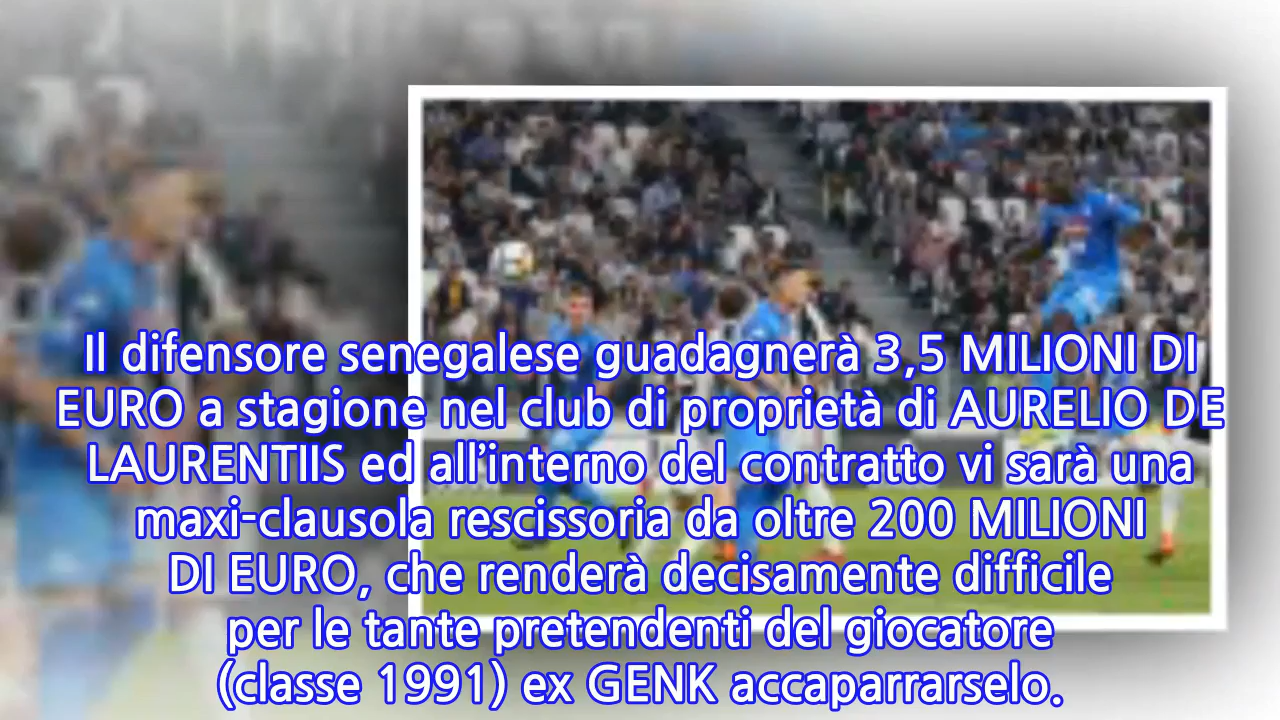 Il difensore senegalese guadagnerà 3,5 MILIONI DI
EURO a stagione nel club di proprietà di AURELIO DE
LAURENTIIS ed all’interno del contratto vi sarà una
maxi-clausola rescissoria da oltre 200 MILIONI
DI EURO, che renderà decisamente difficile
per le tante pretendenti del giocatore
(classe 1991) ex GENK accaparrarselo.